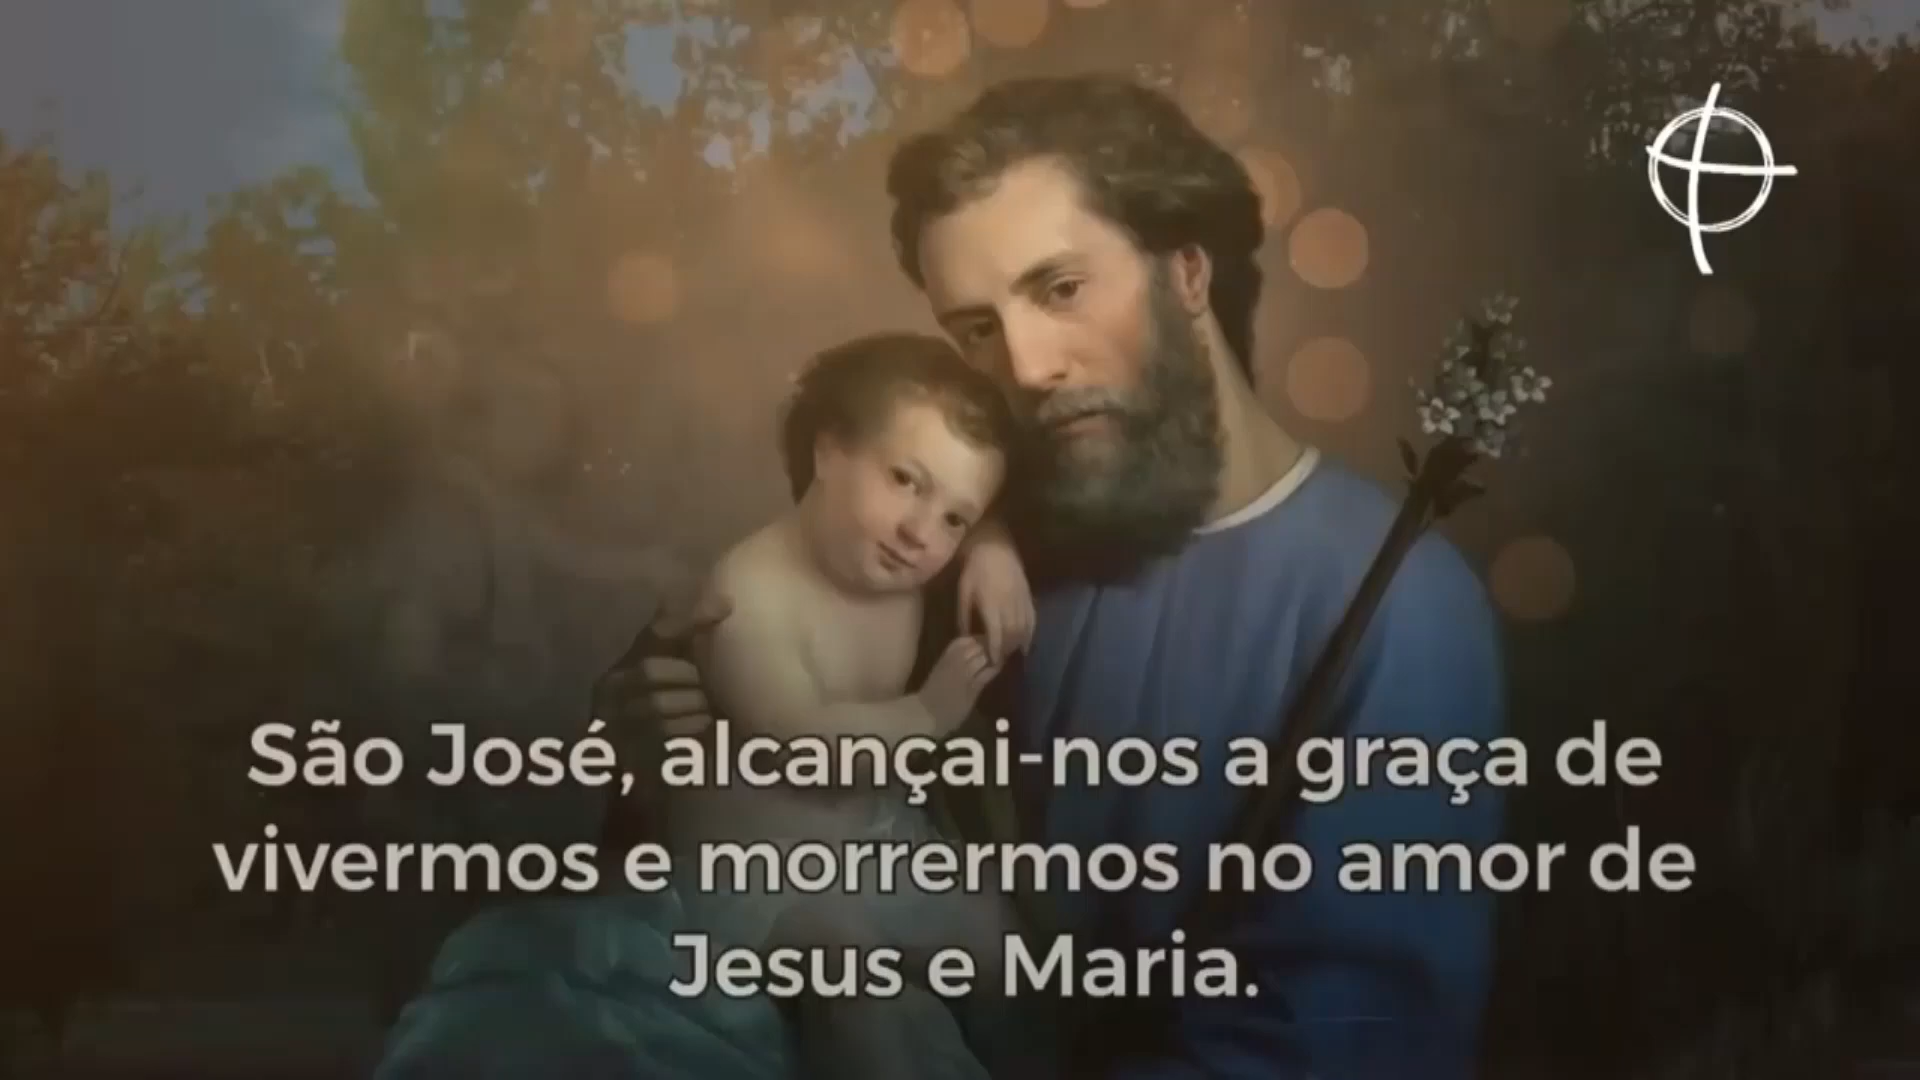 São José, alcançai-nos a graça de
vivermos e morrermos no amor de
Jesus e Maria.